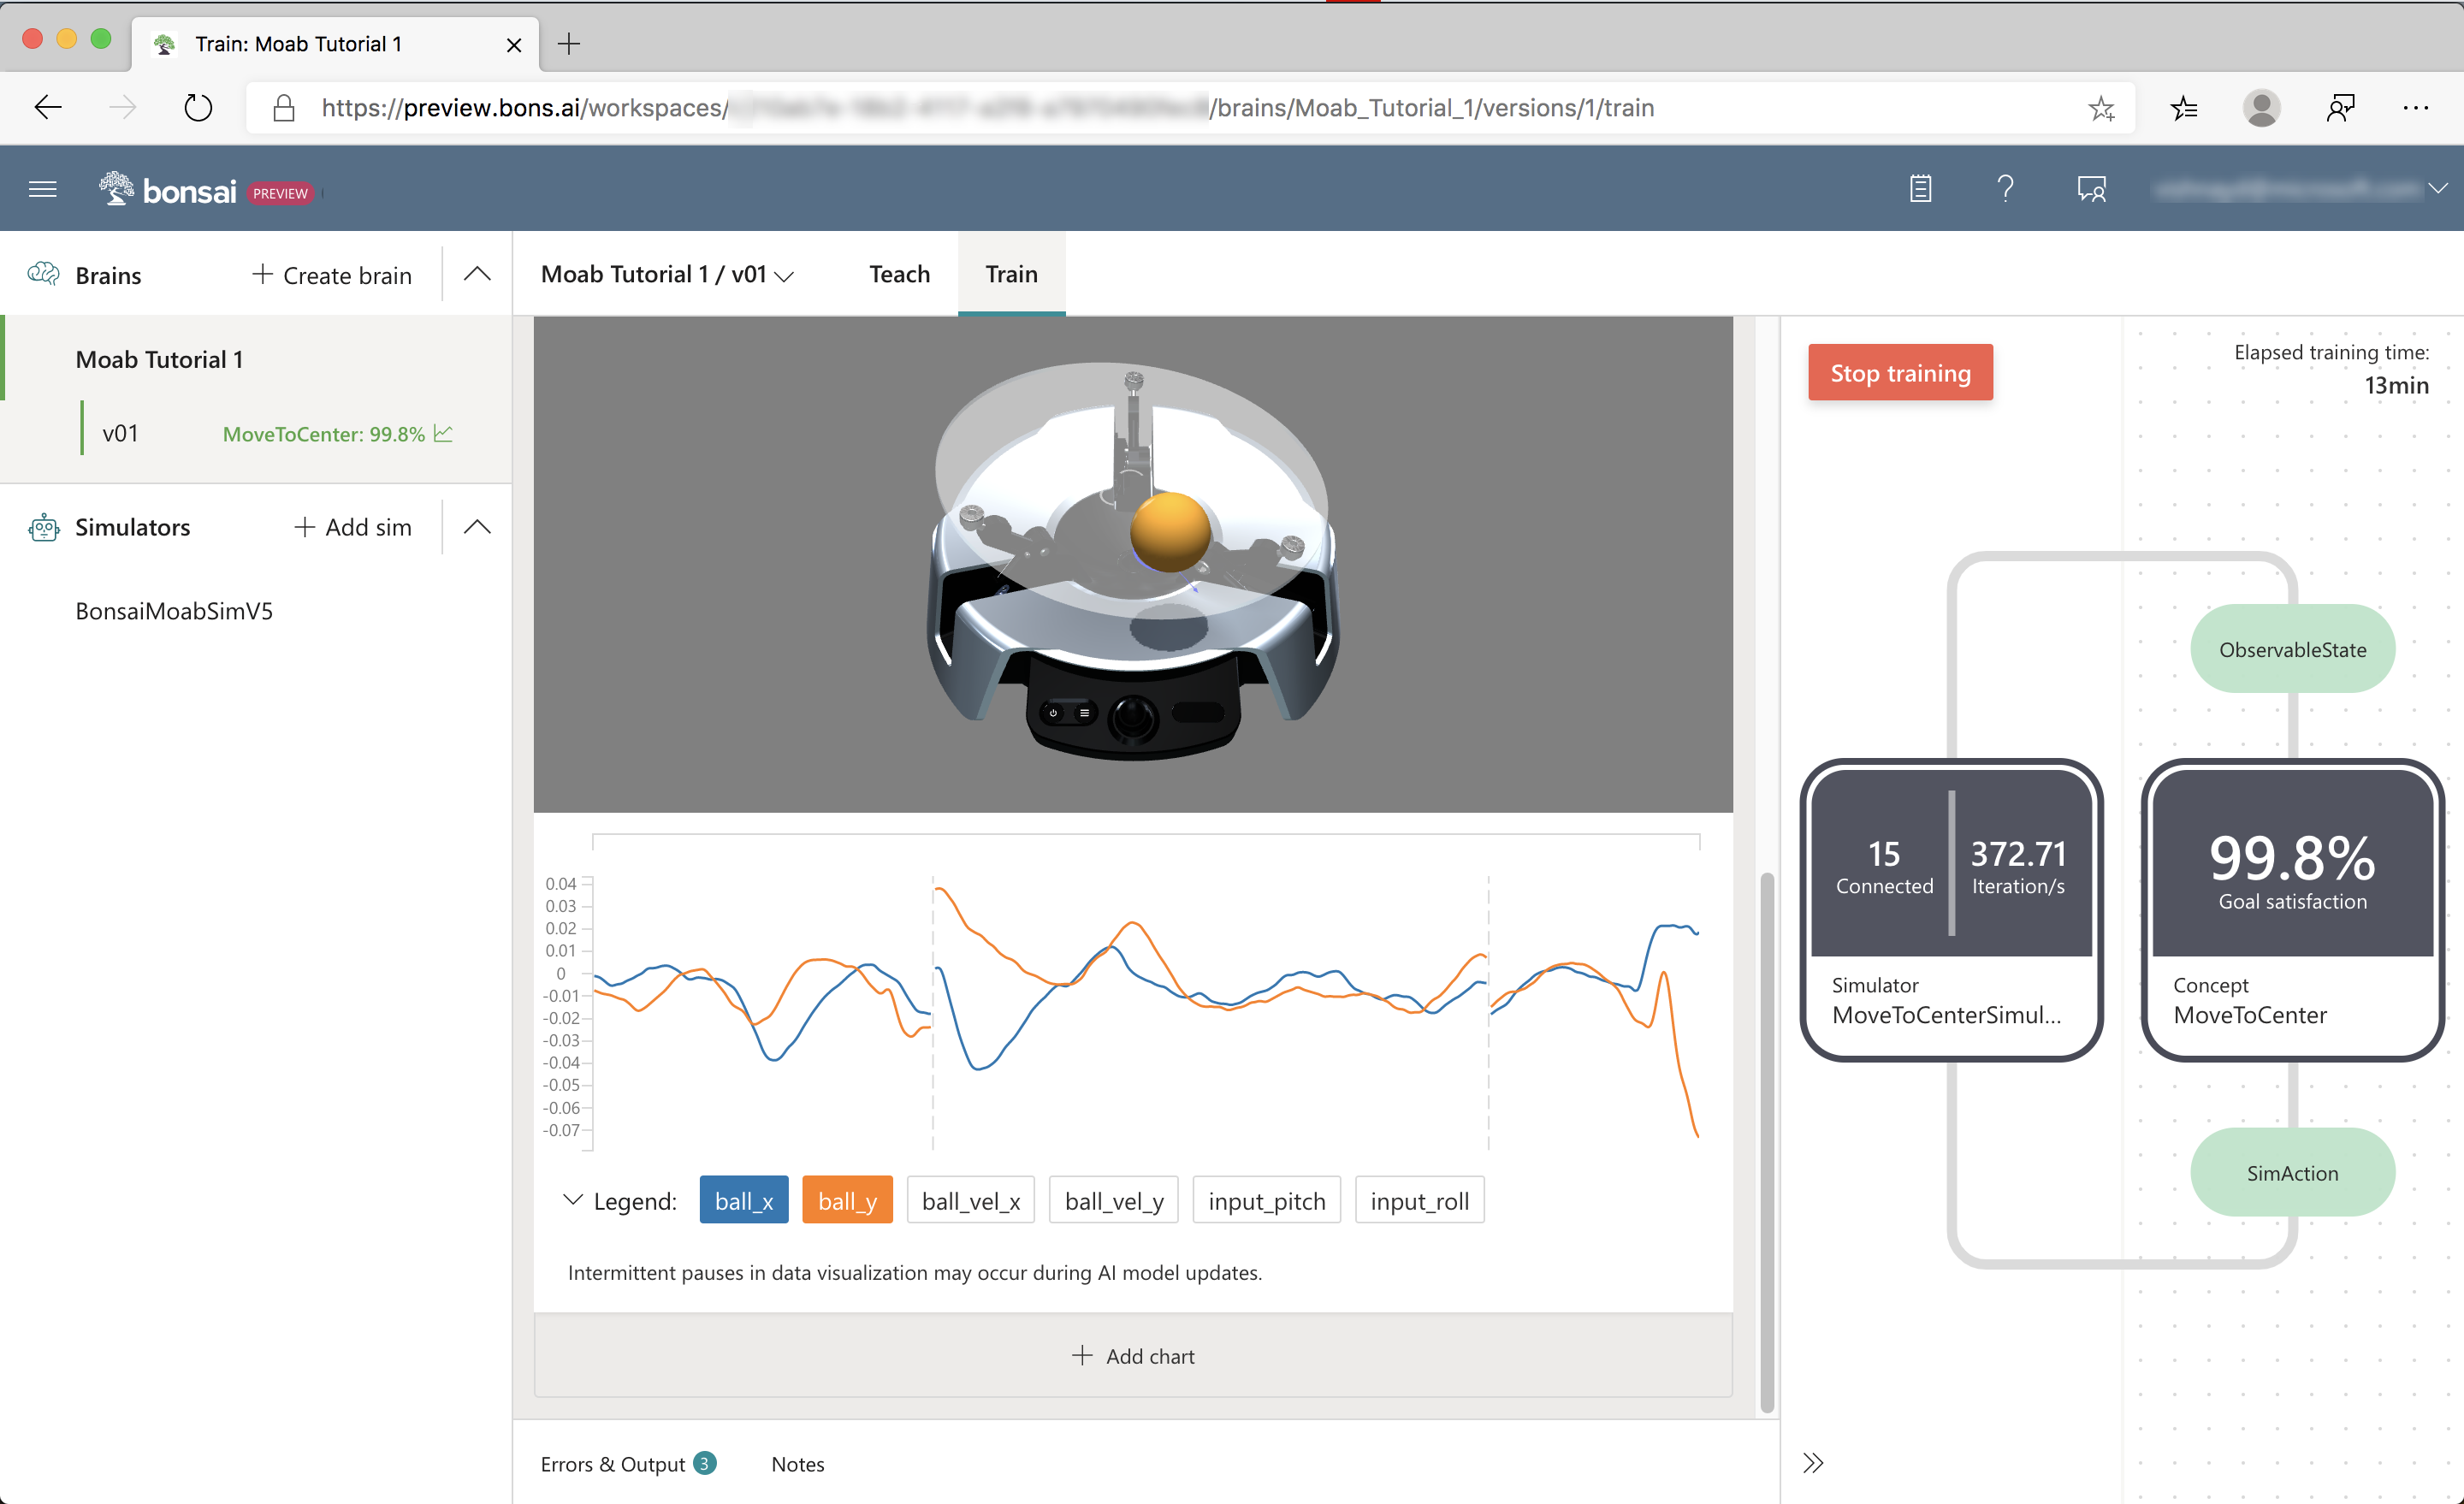 Train: Moab Tutorial 1
https://preview.bons.ai/workspaces/ /brains/Moab_Tutorial_1/versions/1/train
bonsai PREVIEW
Brains
+ Create brain
Moab Tutorial 1 / v01
Teach
Train
Moab Tutorial 1
v01
MoveToCenter: 99.8%
Simulators
+ Add sim
BonsaiMoabSimV5
Stop training
Elapsed training time:
13min
ObservableState
15
Connected
372.71
Iteration/s
Simulator
MoveToCenterSimul...
99.8%
Goal satisfaction
Concept
MoveToCenter
SimAction
0.04
0.03
0.02
0.01
0
-0.01
-0.02
-0.03
-0.04
-0.05
-0.06
-0.07
Legend: ball_x ball_y ball_vel_x ball_vel_y input_pitch input_roll
Intermittent pauses in data visualization may occur during AI model updates.
+ Add chart
Errors & Output 3
Notes